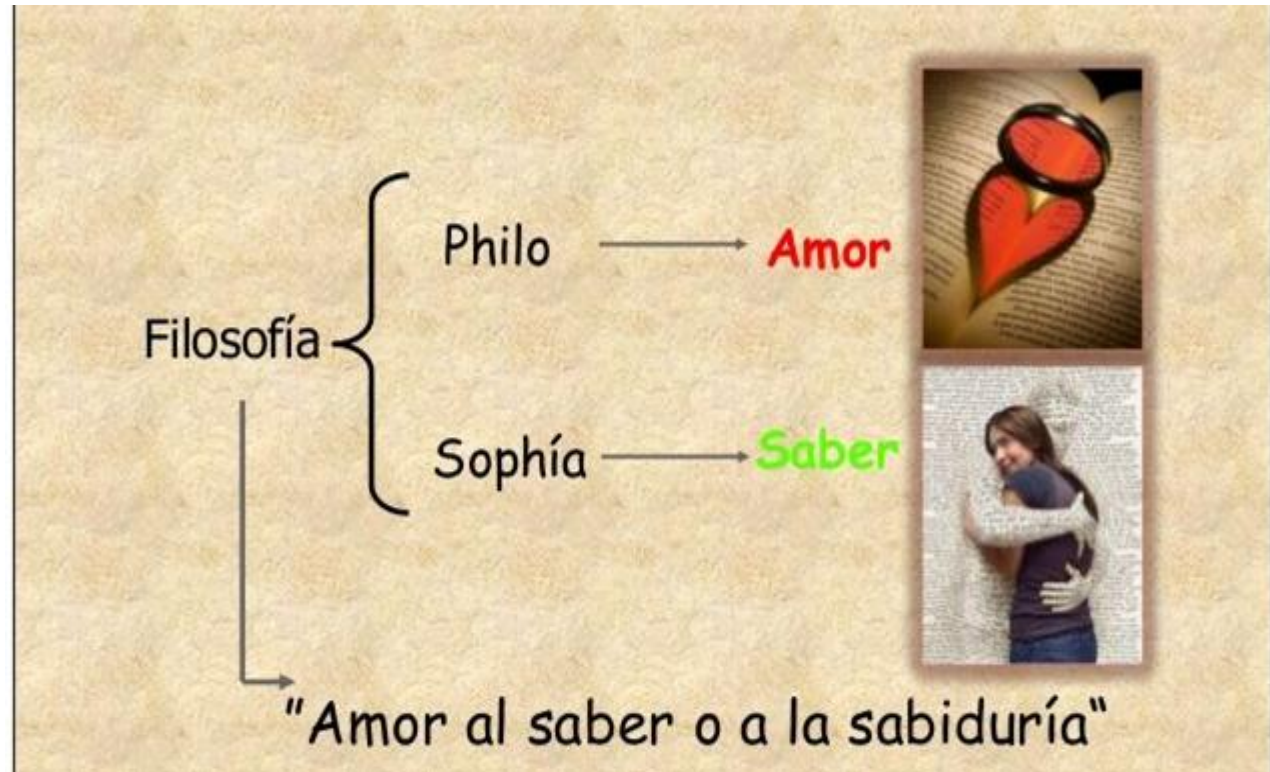 Philo
Amor
Filosofía
Sophía
Saber
"Amor al saber o a la sabiduría"